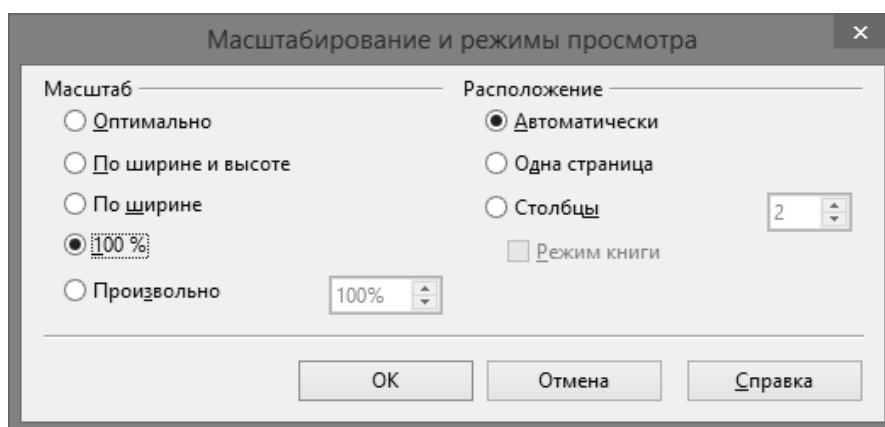 Масштабирование и режимы просмотра
Масштаб
Оптимально
По ширине и высоте
По ширине
100 %
Произвольно 100%
Расположение
Автоматически
Одна страница
Столбцы 2
Режим книги
ОК Отмена Справка